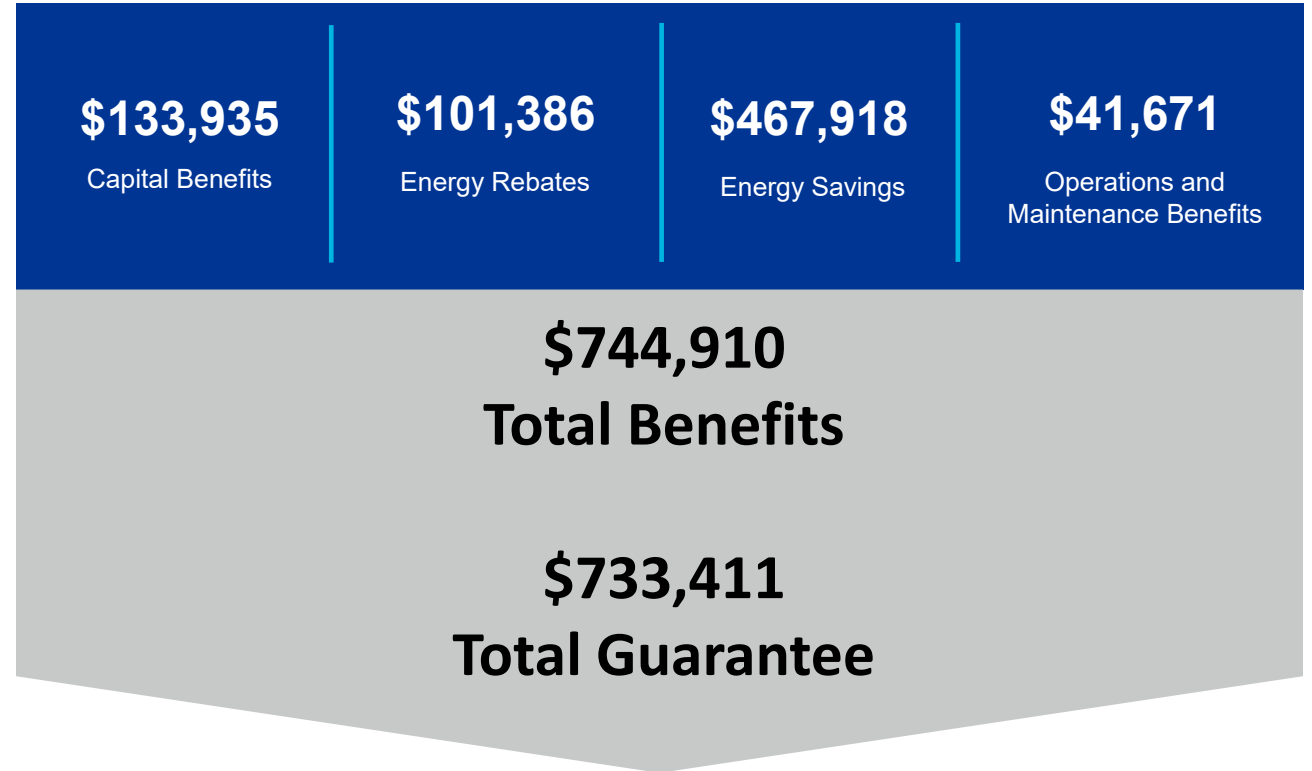 $133,935
Capital Benefits
$101,386
Energy Rebates
$467,918
Energy Savings
$41,671
Operations and
Maintenance Benefits
$744,910
Total Benefits
$733,411
Total Guarantee